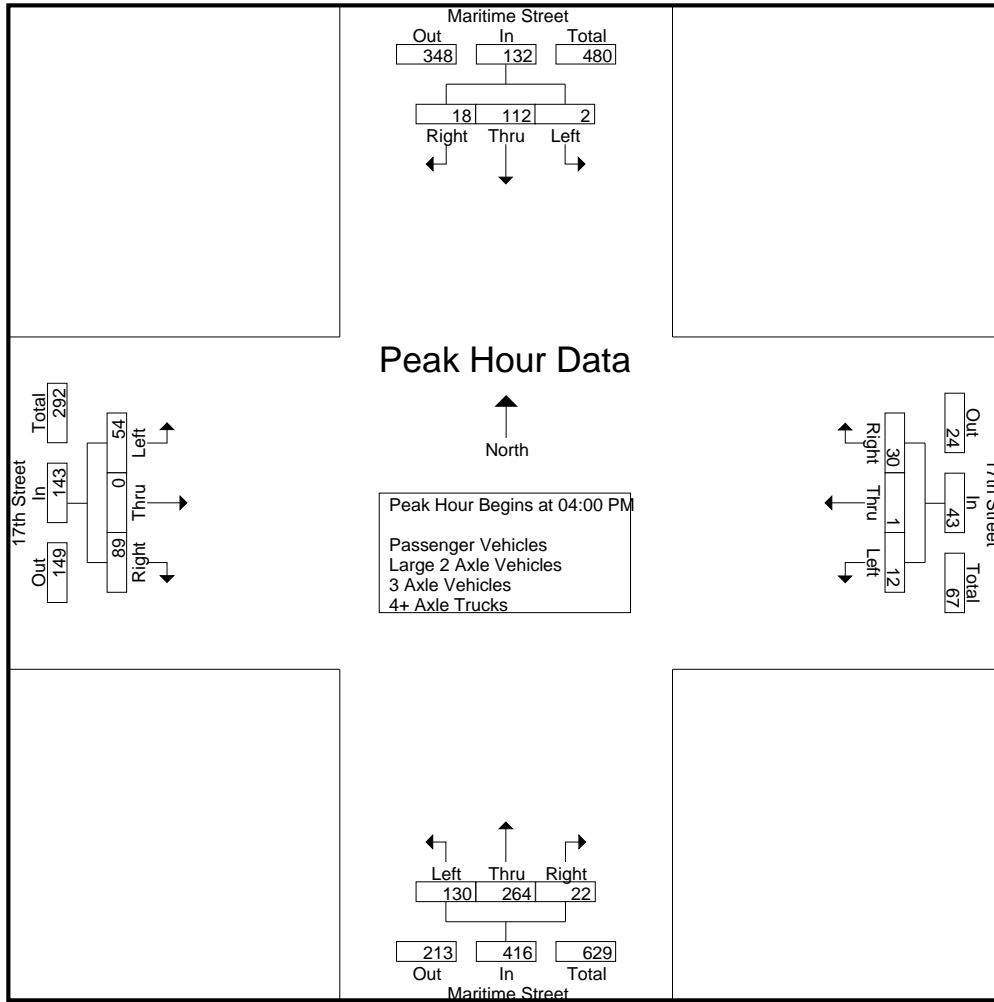 Maritime Street
Out In Total
348 132 480
18 112 2
Right Thru Left
Peak Hour Data
North
Peak Hour Begins at 04:00 PM
Passenger Vehicles
Large 2 Axle Vehicles
3 Axle Vehicles
4+ Axle Trucks
17th Street
Out In Total
149 143 292
Left Thru Right
54 0 89
17th Street
Out In Total
24 43 67
Right Thru Left
30 1 12
Left Thru Right
130 264 22
213 416 629
Out In Total
Maritime Street